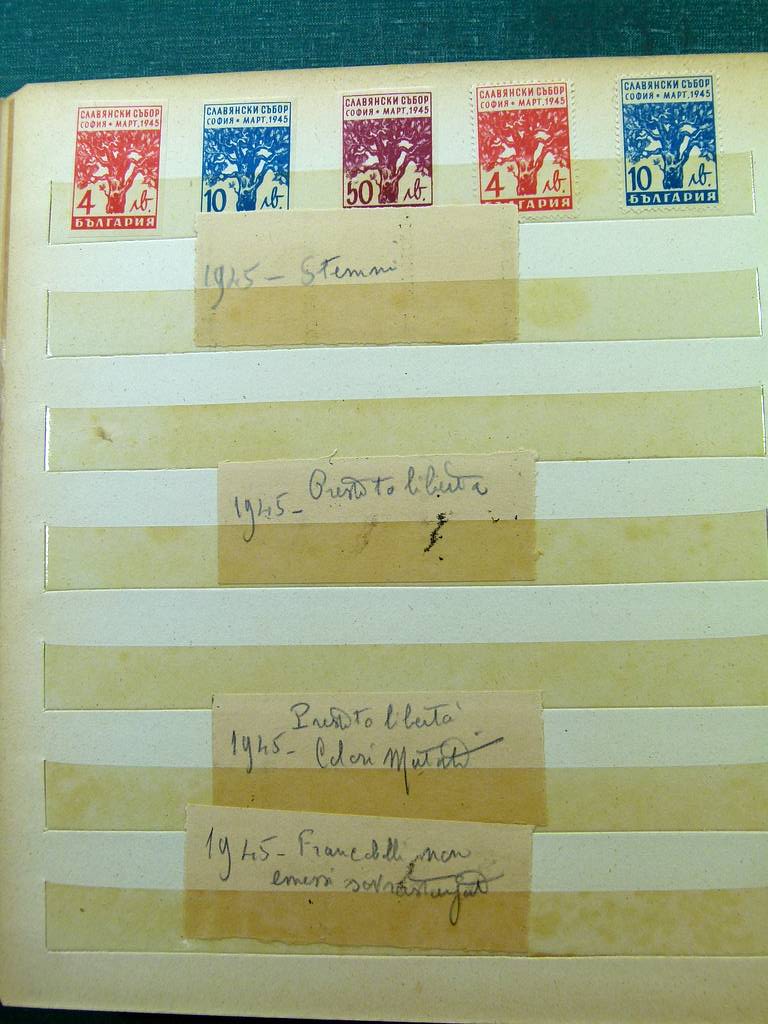 СЛАВЯНСКИ СЪБОР
СОФИЯ • МАРТ, 1945
4 лв.
БЪЛГАРИЯ
СЛАВЯНСКИ СЪБОР
СОФИЯ • МАРТ, 1945
10 лв.
СЛАВЯНСКИ СЪБОР
СОФИЯ • МАРТ, 1945
50 лв.
СЛАВЯНСКИ СЪБОР
СОФИЯ • МАРТ, 1945
4 лв.
БЪЛГАРИЯ
СЛАВЯНСКИ СЪБОР
СОФИЯ • МАРТ, 1945
10 лв.
БЪЛГАРИЯ
1945 - Stemmi
1945 - Prestito libertà
Prestito libertà
1945 - Colori Mutati
1945 - Francobolli non
emessi sovrastampati